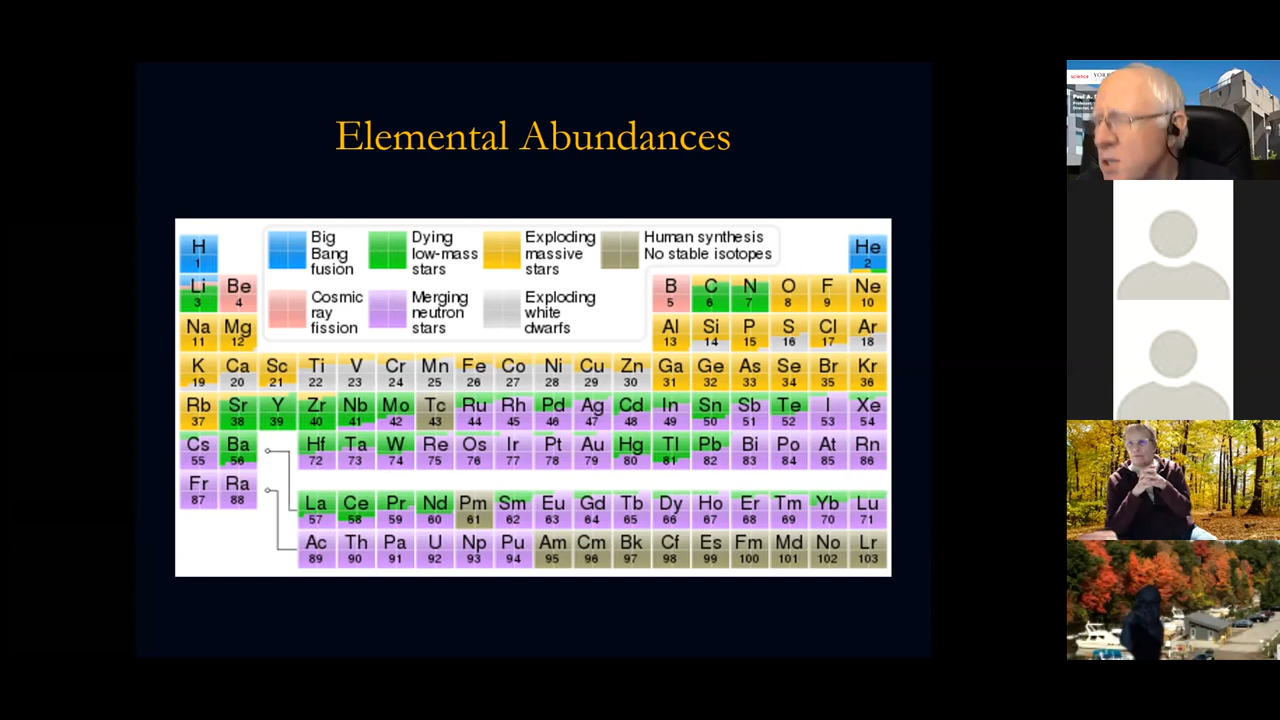 Elemental Abundances
Big Bang fusion
Dying low-mass stars
Exploding massive stars
Human synthesis
No stable isotopes
Cosmic ray fission
Merging neutron stars
Exploding white dwarfs
H He
1 2
Li Be B C N O F Ne
3 4 5 6 7 8 9 10
Na Mg Al Si P S Cl Ar
11 12 13 14 15 16 17 18
K Ca Sc Ti V Cr Mn Fe Co Ni Cu Zn Ga Ge As Se Br Kr
19 20 21 22 23 24 25 26 27 28 29 30 31 32 33 34 35 36
Rb Sr Y Zr Nb Mo Tc Ru Rh Pd Ag Cd In Sn Sb Te I Xe
37 38 39 40 41 42 43 44 45 46 47 48 49 50 51 52 53 54
Cs Ba Hf Ta W Re Os Ir Pt Au Hg Tl Pb Bi Po At Rn
55 56 72 73 74 75 76 77 78 79 80 81 82 83 84 85 86
Fr Ra
87 88
La Ce Pr Nd Pm Sm Eu Gd Tb Dy Ho Er Tm Yb Lu
57 58 59 60 61 62 63 64 65 66 67 68 69 70 71
Ac Th Pa U Np Pu Am Cm Bk Cf Es Fm Md No Lr
89 90 91 92 93 94 95 96 97 98 99 100 101 102 103
science
Paul A.